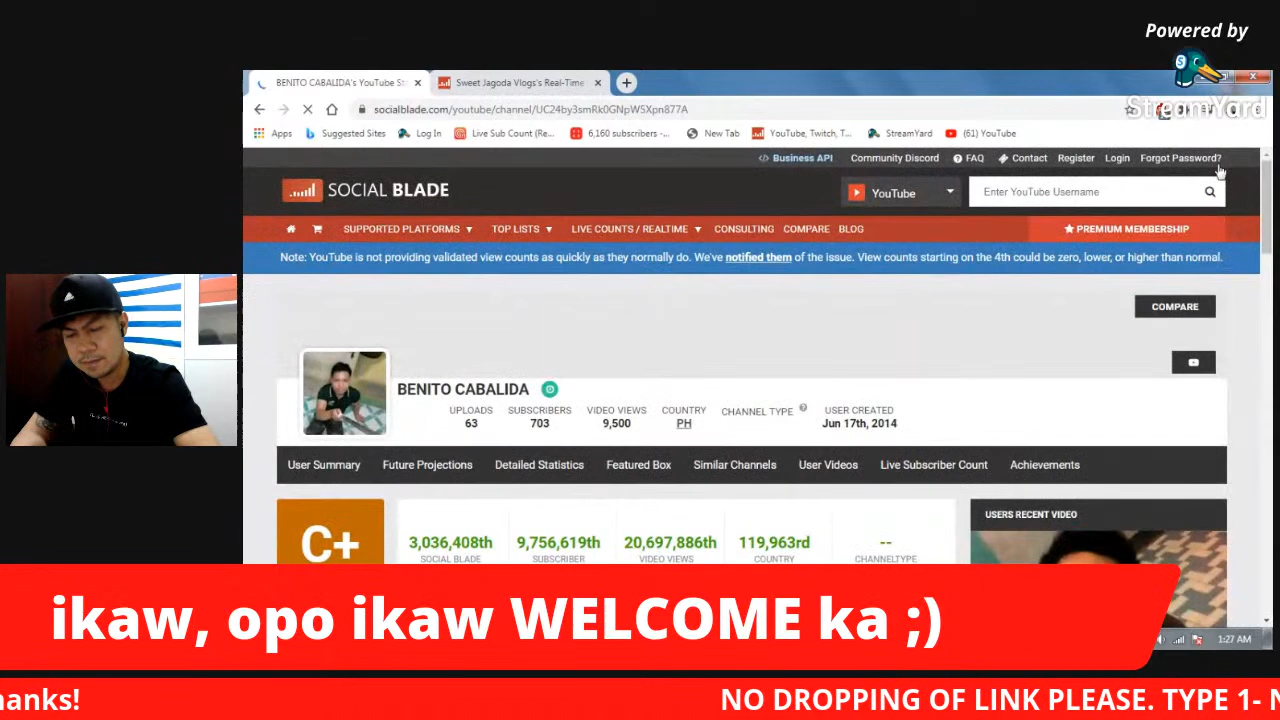 Powered by
StreamYard
BENITO CABALIDA's YouTube St
Sweet Jagoda Vlogs's Real-Time
socialblade.com/youtube/channel/UC24by3smRk0GNpW5Xpn877A
Apps
Suggested Sites
Log In
Live Sub Count (Re...
6,160 subscribers -...
New Tab
YouTube, Twitch, T...
StreamYard
(61) YouTube
Business API
Community Discord
FAQ
Contact
Register
Login
Forgot Password?
SOCIAL BLADE
YouTube
Enter YouTube Username
SUPPORTED PLATFORMS
TOP LISTS
LIVE COUNTS / REALTIME
CONSULTING
COMPARE
BLOG
PREMIUM MEMBERSHIP
Note: YouTube is not providing validated view counts as quickly as they normally do. We've notified them of the issue. View counts starting on the 4th could be zero, lower, or higher than normal.
COMPARE
BENITO CABALIDA
UPLOADS
63
SUBSCRIBERS
703
VIDEO VIEWS
9,500
COUNTRY
PH
CHANNEL TYPE
USER CREATED
Jun 17th, 2014
User Summary
Future Projections
Detailed Statistics
Featured Box
Similar Channels
User Videos
Live Subscriber Count
Achievements
C+
3,036,408th
SOCIAL BLADE
9,756,619th
SUBSCRIBER
20,697,886th
VIDEO VIEWS
119,963rd
COUNTRY
--
CHANNELTYPE
USERS RECENT VIDEO
1:27 AM
ikaw, opo ikaw WELCOME ka ;)
hanks!
NO DROPPING OF LINK PLEASE. TYPE 1- N